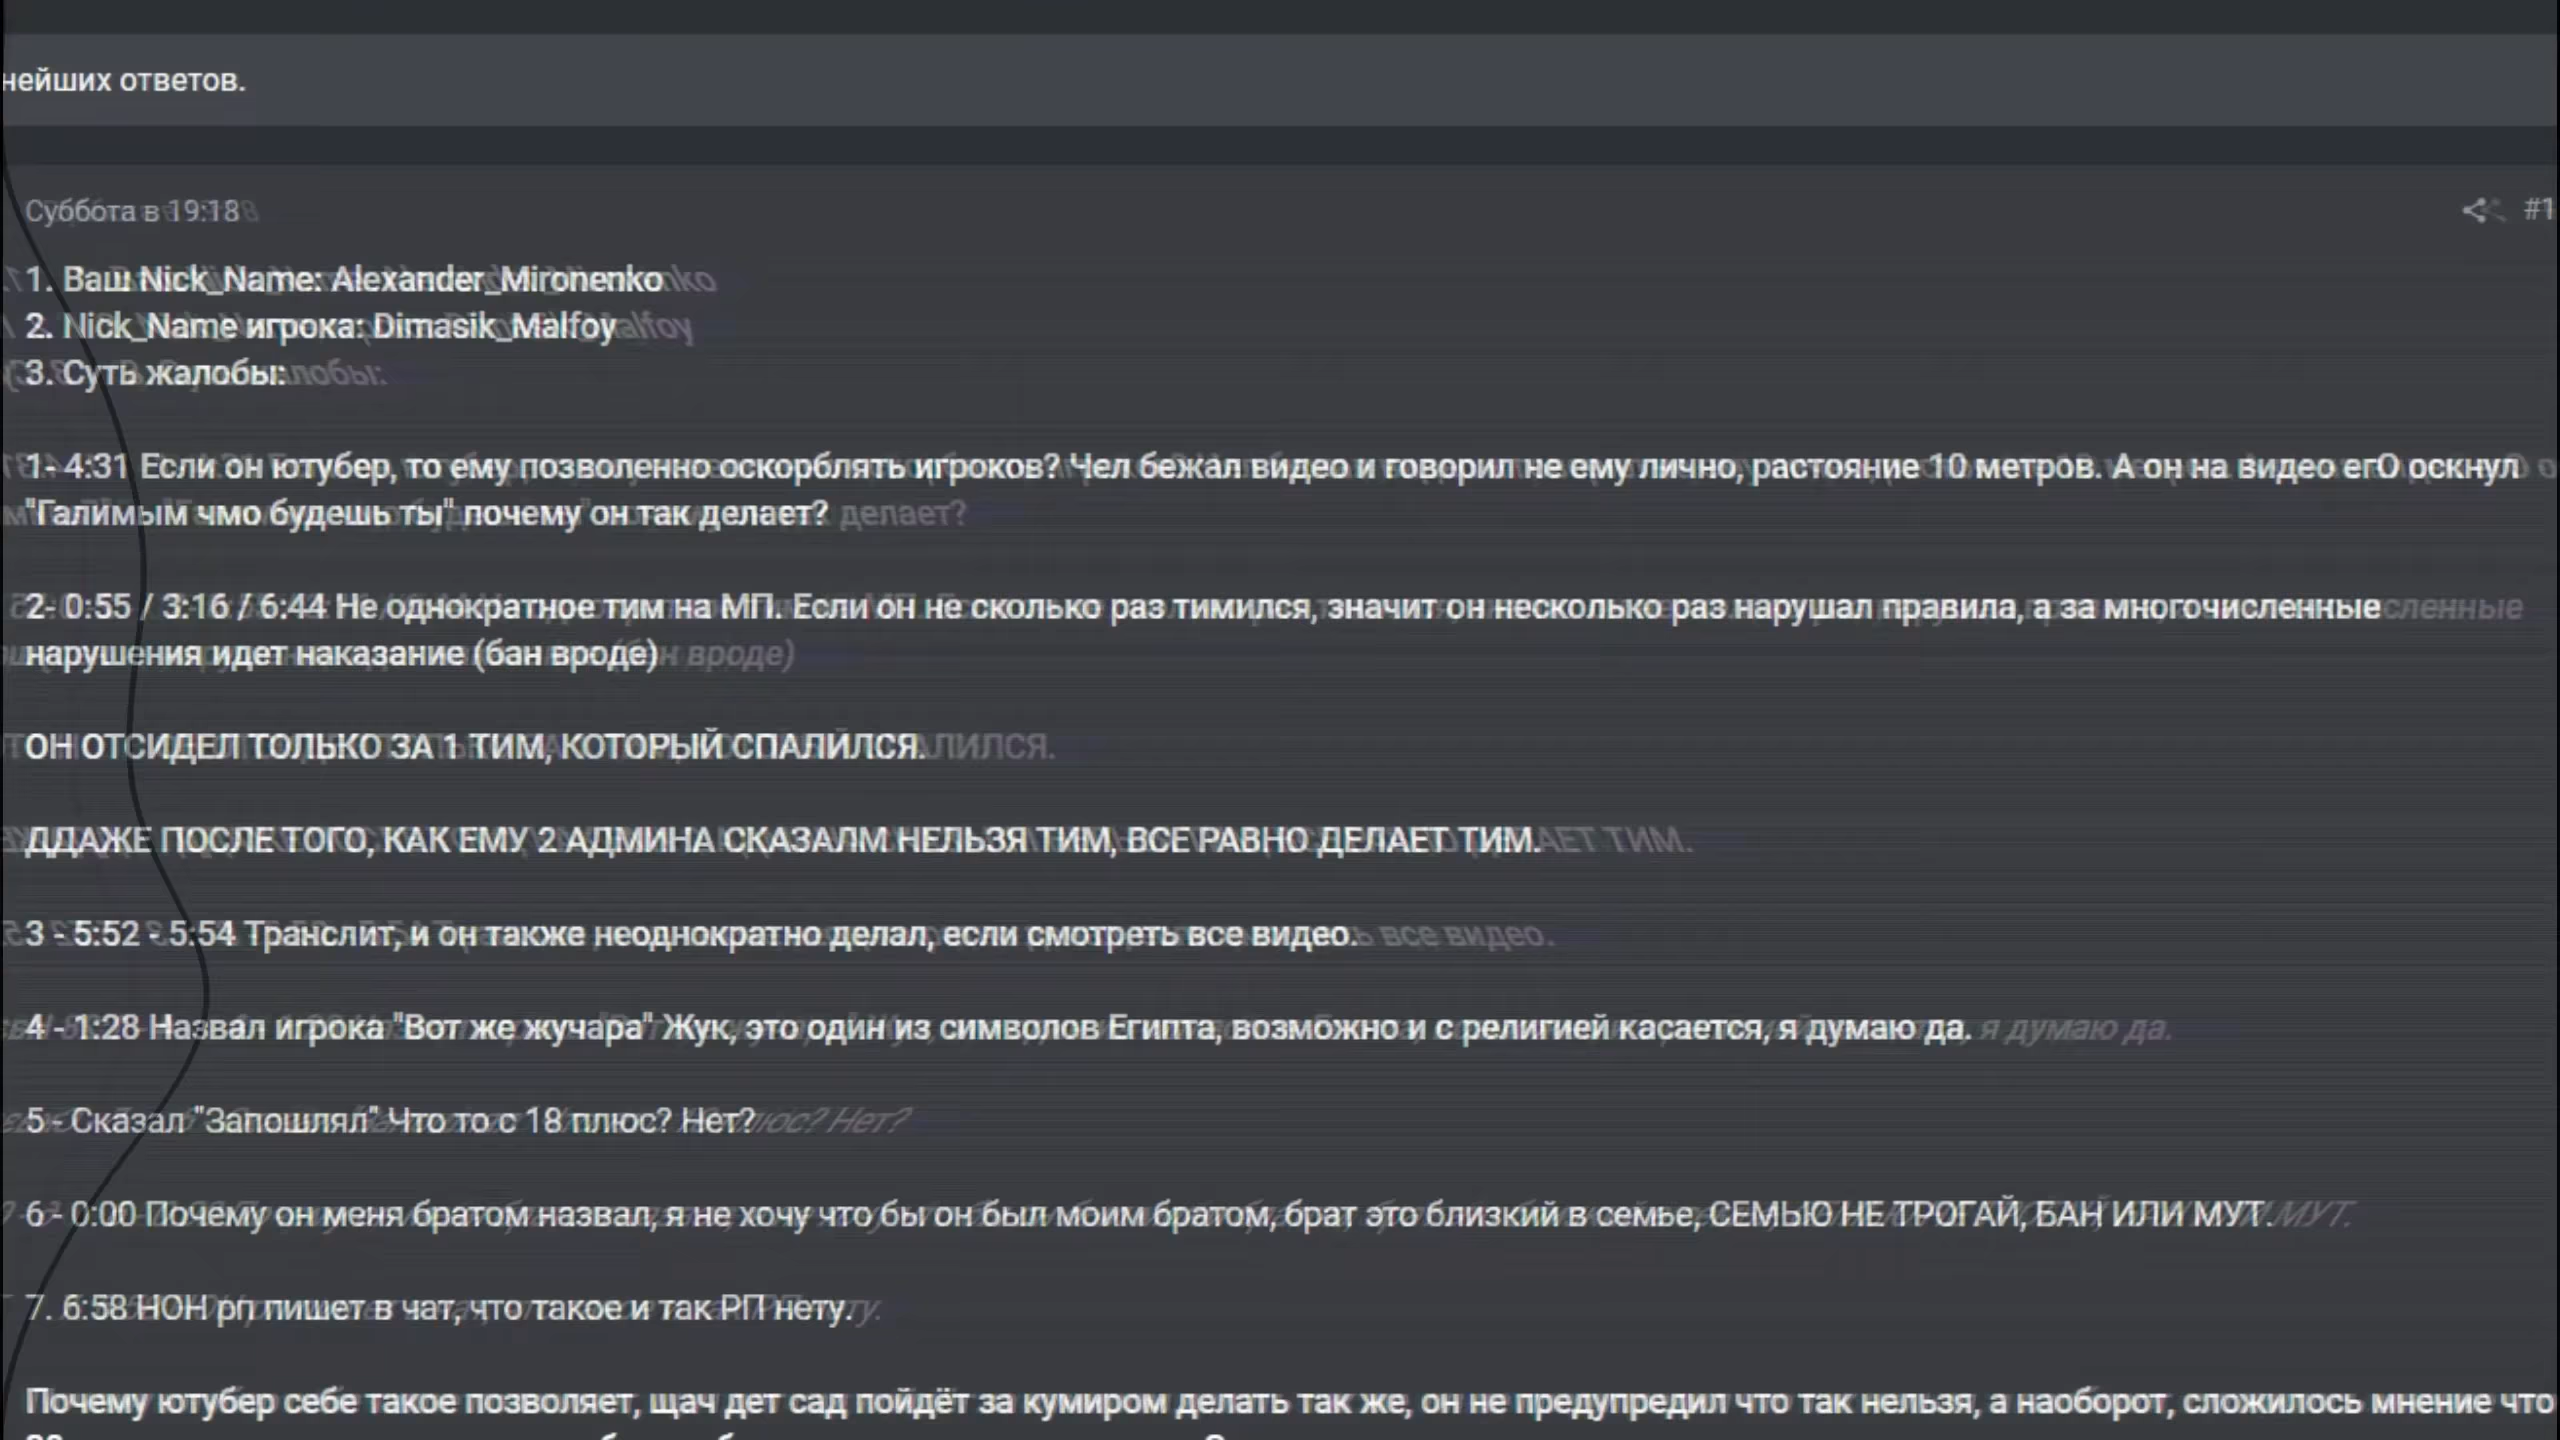 нейших ответов.
Суббота в 19:18
#1
1. Ваш Nick_Name: Alexander_Mironenko
2. Nick_Name игрока: Dimasik_Malfoy
3. Суть жалобы:
1- 4:31 Если он ютубер, то ему позволенно оскорблять игроков? Чел бежал видео и говорил не ему лично, растояние 10 метров. А он на видео егО оскнул
"Галимым чмо будешь ты" почему он так делает?
2- 0:55 / 3:16 / 6:44 Не однократное тим на МП. Если он не сколько раз тимился, значит он несколько раз нарушал правила, а за многочисленные
нарушения идет наказание (бан вроде)
ОН ОТСИДЕЛ ТОЛЬКО ЗА 1 ТИМ, КОТОРЫЙ СПАЛИЛСЯ.
ДДАЖЕ ПОСЛЕ ТОГО, КАК ЕМУ 2 АДМИНА СКАЗАЛМ НЕЛЬЗЯ ТИМ, ВСЕ РАВНО ДЕЛАЕТ ТИМ.
3 - 5:52 - 5:54 Транслит, и он также неоднократно делал, если смотреть все видео.
4 - 1:28 Назвал игрока "Вот же жучара" Жук, это один из символов Египта, возможно и с религией касается, я думаю да.
5 - Сказал "Запошлял" Что то с 18 плюс? Нет?
6 - 0:00 Почему он меня братом назвал, я не хочу что бы он был моим братом, брат это близкий в семье, СЕМЬЮ НЕ ТРОГАЙ, БАН ИЛИ МУТ.
7. 6:58 НОН рп пишет в чат, что такое и так РП нету.
Почему ютубер себе такое позволяет, щач дет сад пойдёт за кумиром делать так же, он не предупредил что так нельзя, а наоборот, сложилось мнение что